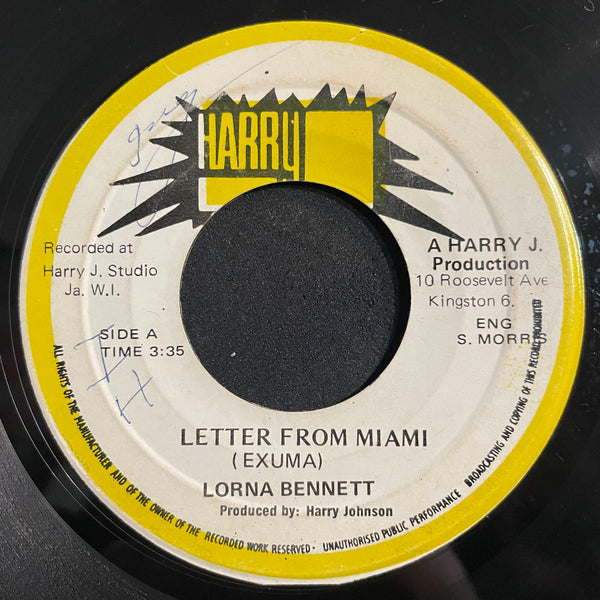 HARRY
Recorded at
Harry J. Studio
Ja. W.I.
A HARRY J.
Production
10 Roosevelt Ave
Kingston 6.
SIDE A
TIME 3:35
ENG
S. MORRIS
LETTER FROM MIAMI
(EXUMA)
LORNA BENNETT
Produced by: Harry Johnson
ALL RIGHTS OF THE MANUFACTURER AND OF THE OWNER OF THE RECORDED WORK RESERVED · UNAUTHORISED PUBLIC PERFORMANCE BROADCASTING AND COPYING OF THIS RECORD PROHIBITED